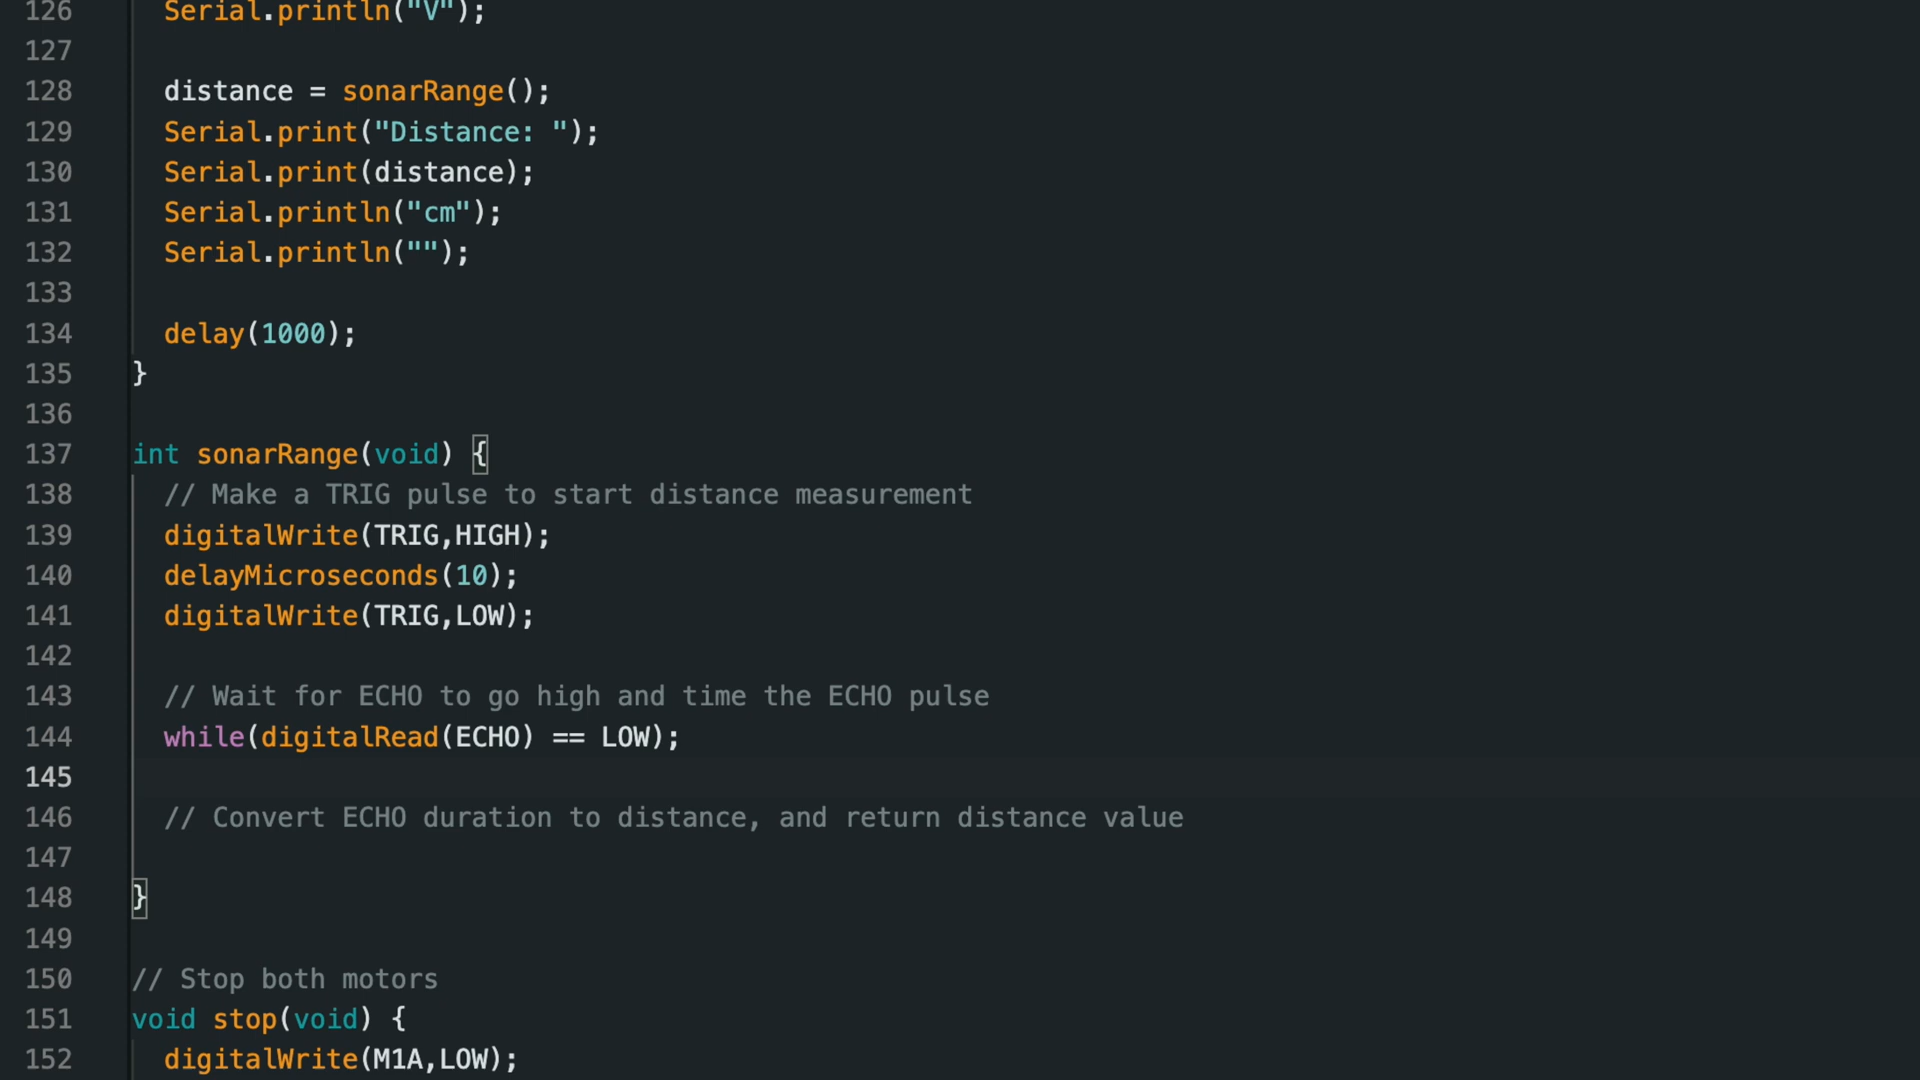 126 Serial.println("V");
127
128 distance = sonarRange();
129 Serial.print("Distance: ");
130 Serial.print(distance);
131 Serial.println("cm");
132 Serial.println("");
133
134 delay(1000);
135 }
136
137 int sonarRange(void) {
138 // Make a TRIG pulse to start distance measurement
139 digitalWrite(TRIG,HIGH);
140 delayMicroseconds(10);
141 digitalWrite(TRIG,LOW);
142
143 // Wait for ECHO to go high and time the ECHO pulse
144 while(digitalRead(ECHO) == LOW);
145
146 // Convert ECHO duration to distance, and return distance value
147
148 }
149
150 // Stop both motors
151 void stop(void) {
152 digitalWrite(M1A,LOW);